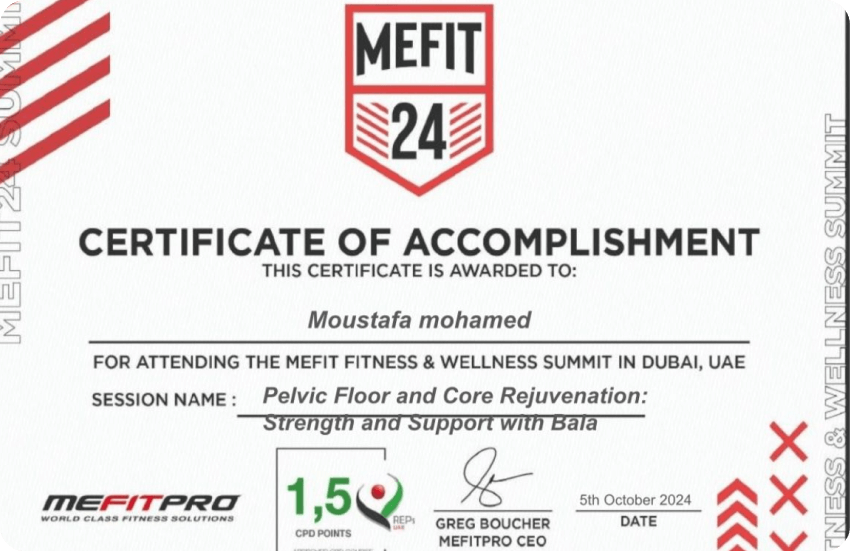 MEFIT
24
MEFIT 24 SUMMIT
CERTIFICATE OF ACCOMPLISHMENT
THIS CERTIFICATE IS AWARDED TO:
Moustafa mohamed
FOR ATTENDING THE MEFIT FITNESS & WELLNESS SUMMIT IN DUBAI, UAE
SESSION NAME : Pelvic Floor and Core Rejuvenation:
Strength and Support with Bala
MEFITPRO
WORLD CLASS FITNESS SOLUTIONS
1,5
CPD POINTS
REPs
UAE
GREG BOUCHER
MEFITPRO CEO
5th October 2024
DATE
TNESS & WELLNESS SUMMIT